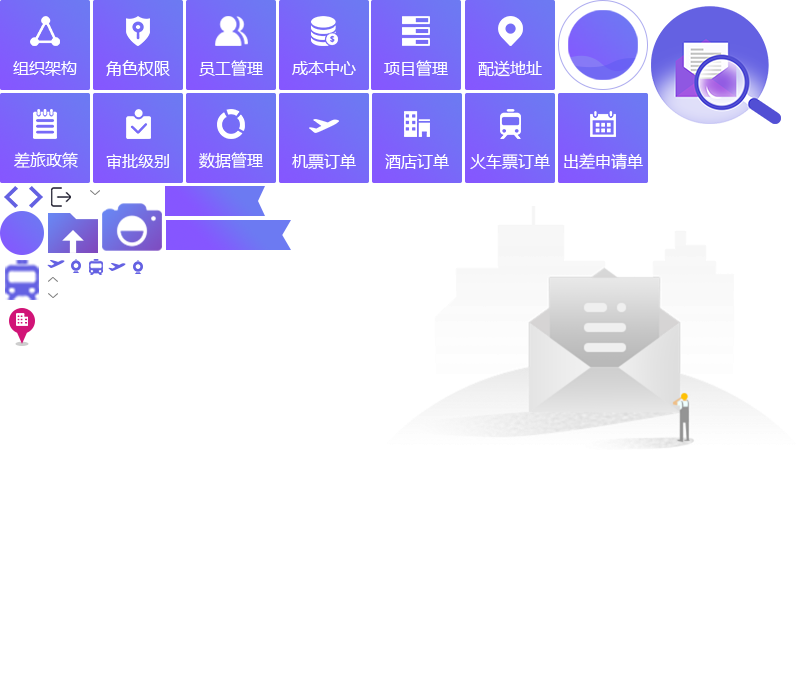 组织架构
角色权限
员工管理
成本中心
项目管理
配送地址
差旅政策
审批级别
数据管理
机票订单
酒店订单
火车票订单
出差申请单